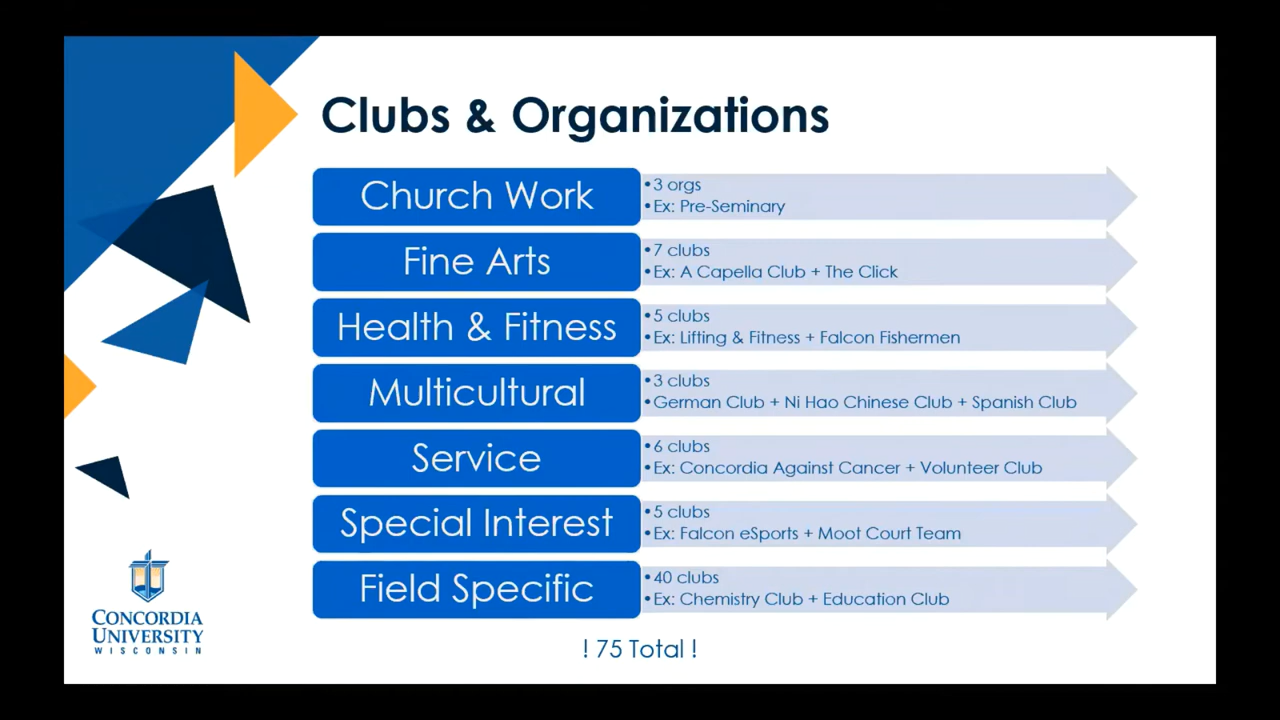 Clubs & Organizations
Church Work
•3 orgs
•Ex: Pre-Seminary
Fine Arts
•7 clubs
•Ex: A Capella Club + The Click
Health & Fitness
•5 clubs
•Ex: Lifting & Fitness + Falcon Fishermen
Multicultural
•3 clubs
•German Club + Ni Hao Chinese Club + Spanish Club
Service
•6 clubs
•Ex: Concordia Against Cancer + Volunteer Club
Special Interest
•5 clubs
•Ex: Falcon eSports + Moot Court Team
Field Specific
•40 clubs
•Ex: Chemistry Club + Education Club
! 75 Total !
CONCORDIA
UNIVERSITY
WISCONSIN